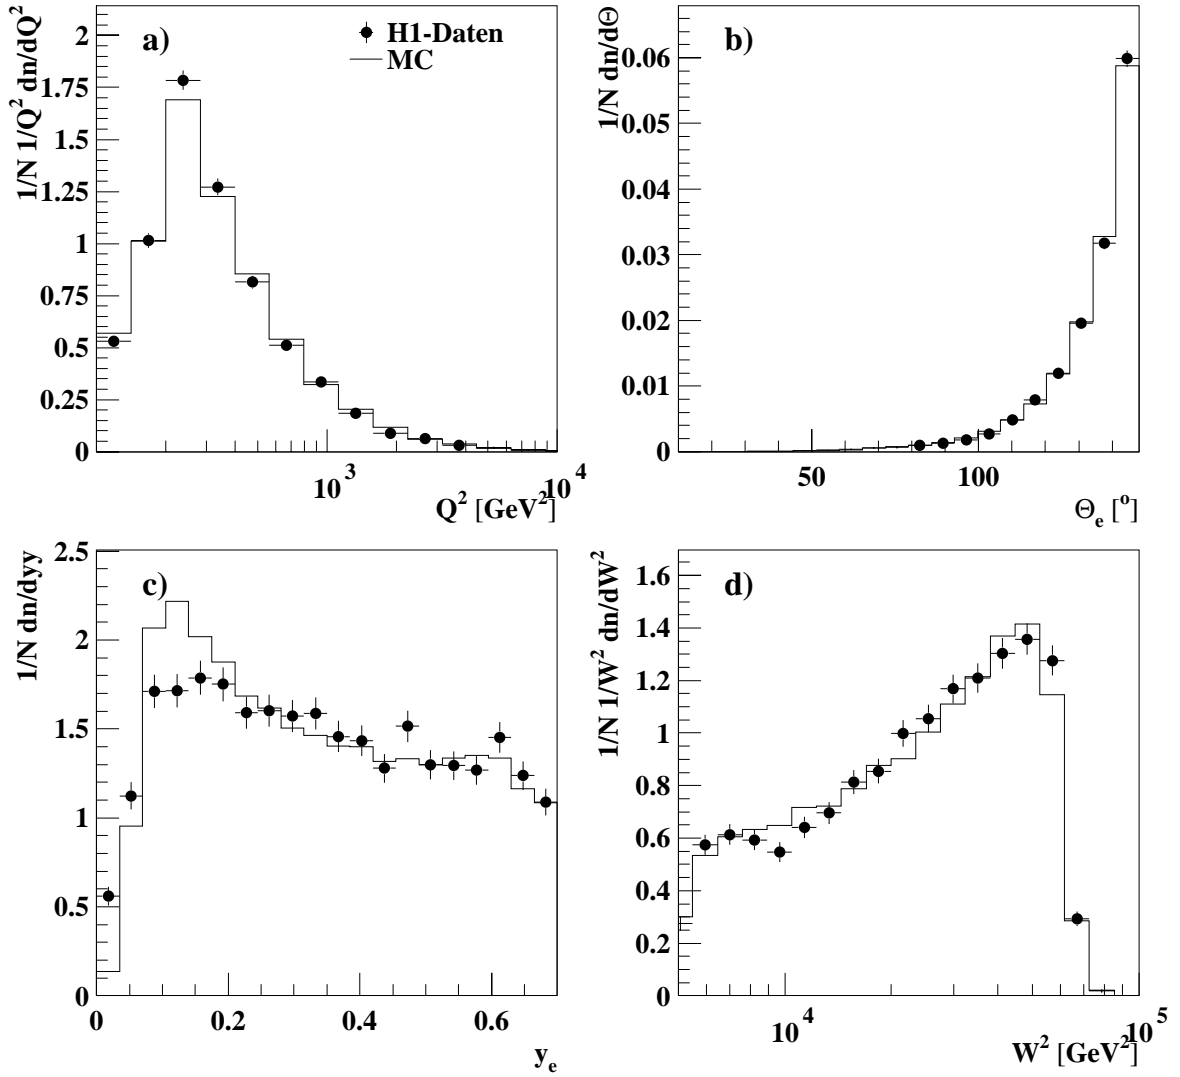 a)
H1-Daten
MC
1/N 1/Q² dn/dQ²
2
1.75
1.5
1.25
1
0.75
0.5
0.25
0
10³
10⁴
Q² [GeV²]
b)
1/N dn/dΘ
0.06
0.05
0.04
0.03
0.02
0.01
0
50
100
Θₑ [°]
c)
1/N dn/dyy
2.5
2
1.5
1
0.5
0
0
0.2
0.4
0.6
yₑ
d)
1/N 1/W² dn/dW²
1.6
1.4
1.2
1
0.8
0.6
0.4
0.2
0
10⁴
10⁵
W² [GeV²]